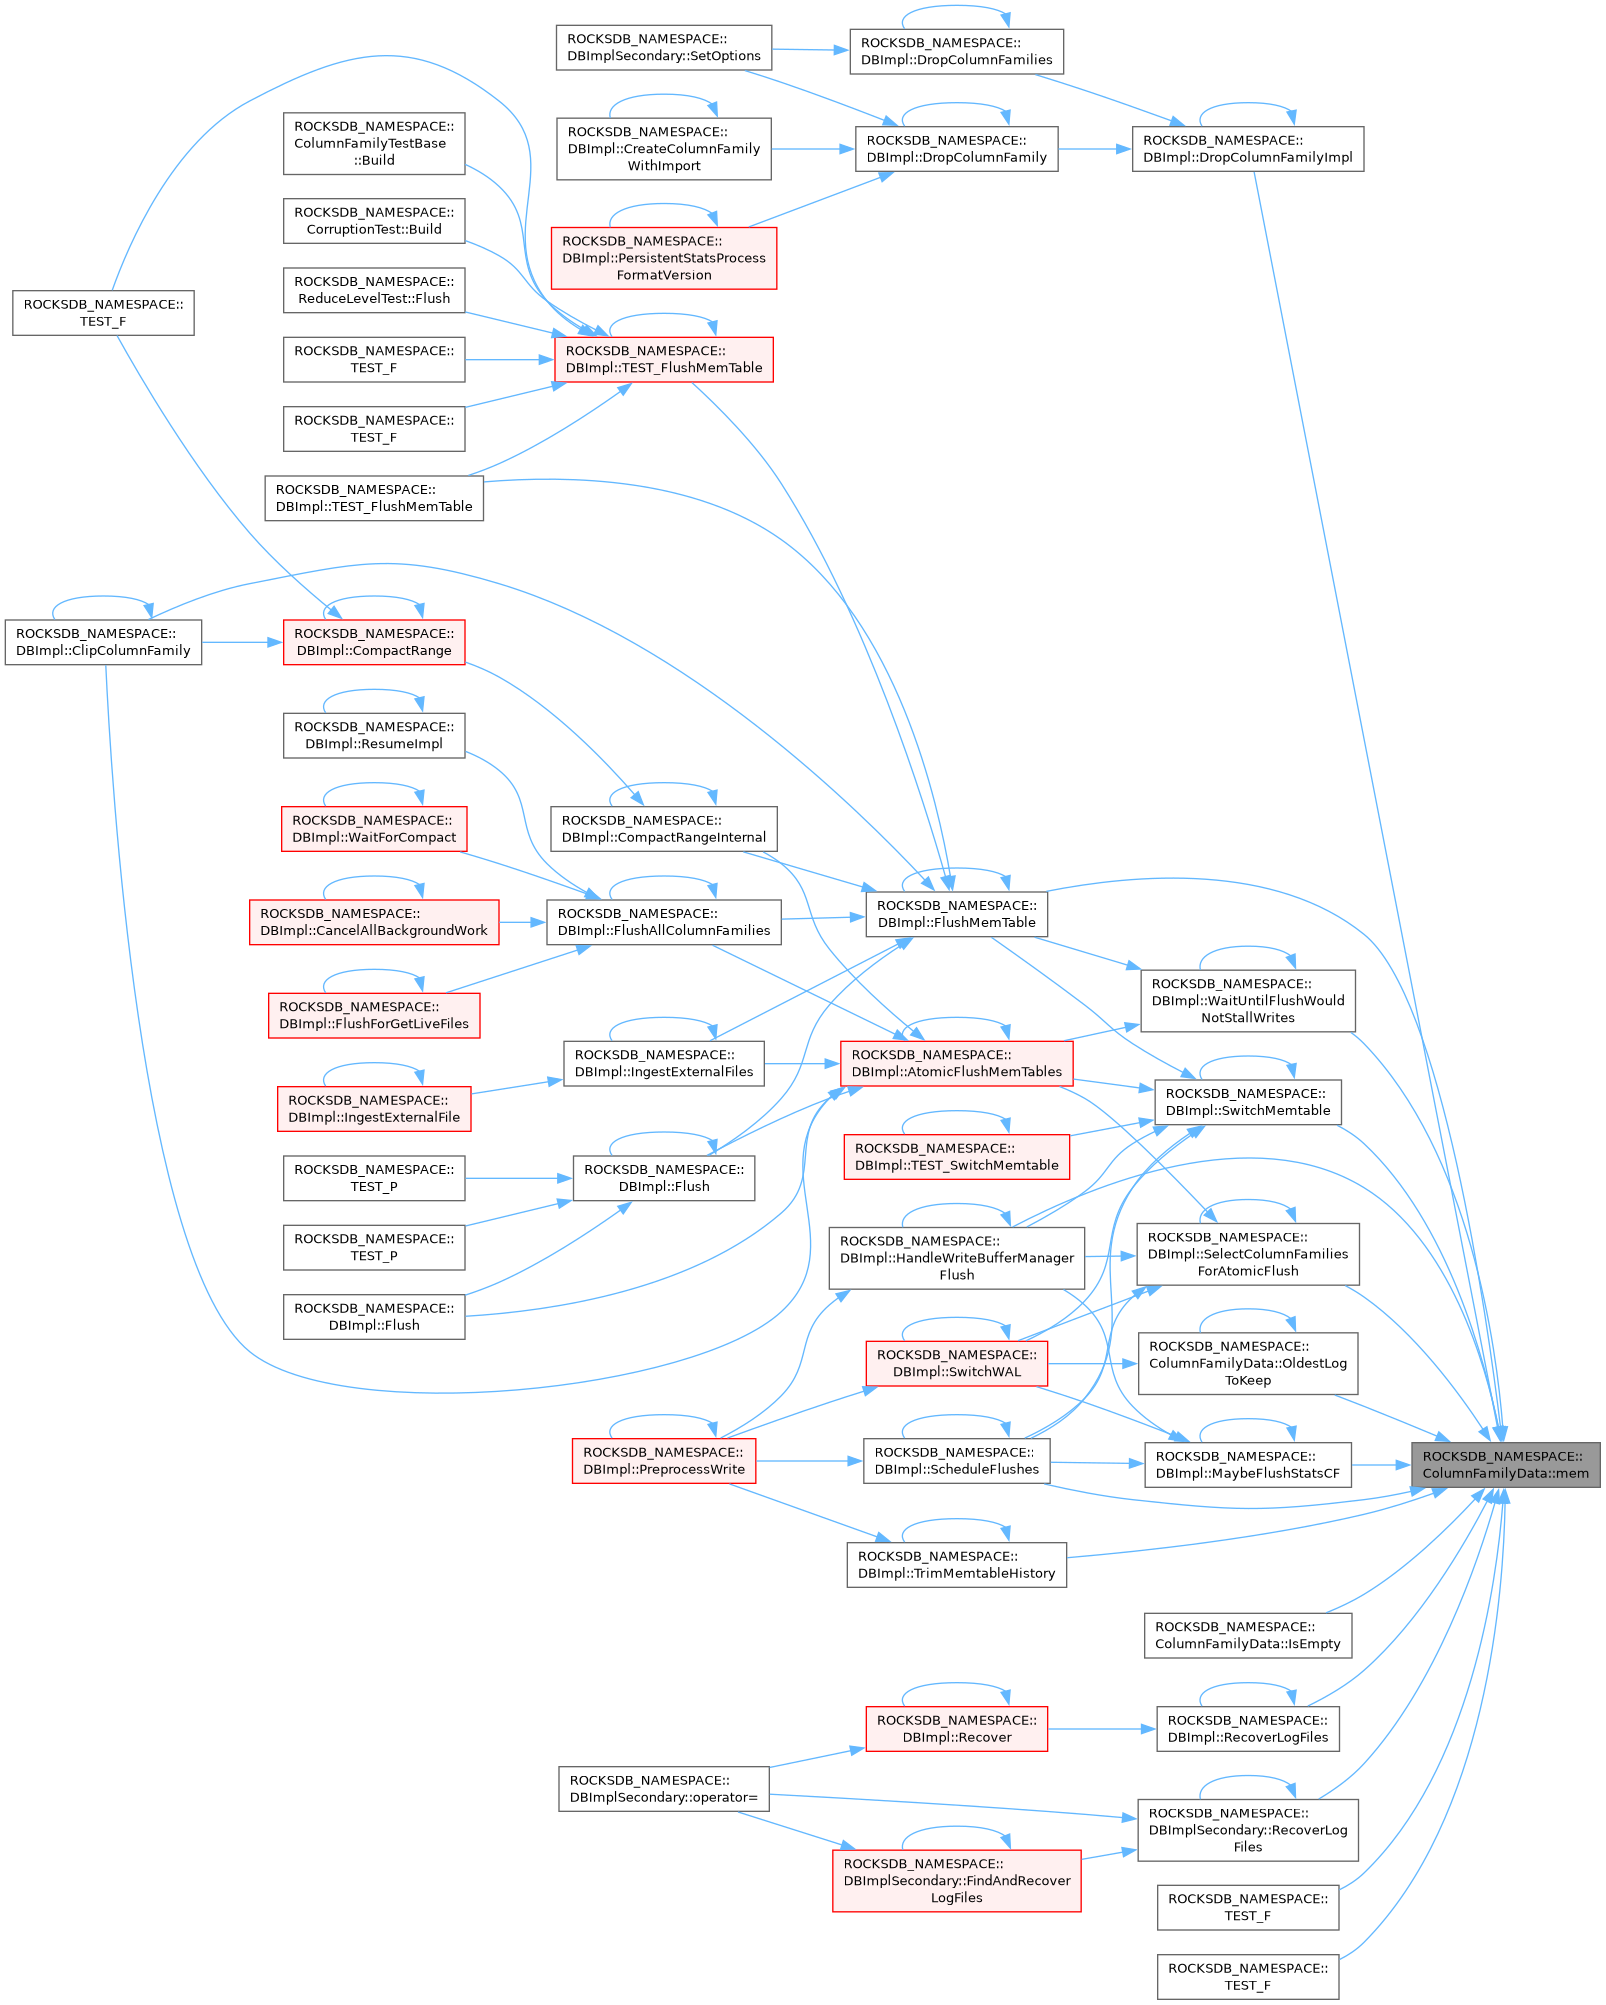 ROCKSDB_NAMESPACE::
DBImplSecondary::SetOptions
ROCKSDB_NAMESPACE::
DBImpl::DropColumnFamilies
ROCKSDB_NAMESPACE::
ColumnFamilyTestBase
::Build
ROCKSDB_NAMESPACE::
DBImpl::CreateColumnFamily
WithImport
ROCKSDB_NAMESPACE::
DBImpl::DropColumnFamily
ROCKSDB_NAMESPACE::
DBImpl::DropColumnFamilyImpl
ROCKSDB_NAMESPACE::
CorruptionTest::Build
ROCKSDB_NAMESPACE::
DBImpl::PersistentStatsProcess
FormatVersion
ROCKSDB_NAMESPACE::
ReduceLevelTest::Flush
ROCKSDB_NAMESPACE::
TEST_F
ROCKSDB_NAMESPACE::
TEST_F
ROCKSDB_NAMESPACE::
DBImpl::TEST_FlushMemTable
ROCKSDB_NAMESPACE::
TEST_F
ROCKSDB_NAMESPACE::
DBImpl::TEST_FlushMemTable
ROCKSDB_NAMESPACE::
DBImpl::ClipColumnFamily
ROCKSDB_NAMESPACE::
DBImpl::CompactRange
ROCKSDB_NAMESPACE::
DBImpl::ResumeImpl
ROCKSDB_NAMESPACE::
DBImpl::WaitForCompact
ROCKSDB_NAMESPACE::
DBImpl::CompactRangeInternal
ROCKSDB_NAMESPACE::
DBImpl::CancelAllBackgroundWork
ROCKSDB_NAMESPACE::
DBImpl::FlushAllColumnFamilies
ROCKSDB_NAMESPACE::
DBImpl::FlushMemTable
ROCKSDB_NAMESPACE::
DBImpl::FlushForGetLiveFiles
ROCKSDB_NAMESPACE::
DBImpl::WaitUntilFlushWould
NotStallWrites
ROCKSDB_NAMESPACE::
DBImpl::IngestExternalFiles
ROCKSDB_NAMESPACE::
DBImpl::AtomicFlushMemTables
ROCKSDB_NAMESPACE::
DBImpl::IngestExternalFile
ROCKSDB_NAMESPACE::
DBImpl::SwitchMemtable
ROCKSDB_NAMESPACE::
DBImpl::TEST_SwitchMemtable
ROCKSDB_NAMESPACE::
TEST_P
ROCKSDB_NAMESPACE::
DBImpl::Flush
ROCKSDB_NAMESPACE::
TEST_P
ROCKSDB_NAMESPACE::
DBImpl::HandleWriteBufferManager
Flush
ROCKSDB_NAMESPACE::
DBImpl::SelectColumnFamilies
ForAtomicFlush
ROCKSDB_NAMESPACE::
DBImpl::Flush
ROCKSDB_NAMESPACE::
DBImpl::SwitchWAL
ROCKSDB_NAMESPACE::
ColumnFamilyData::OldestLog
ToKeep
ROCKSDB_NAMESPACE::
DBImpl::PreprocessWrite
ROCKSDB_NAMESPACE::
DBImpl::ScheduleFlushes
ROCKSDB_NAMESPACE::
DBImpl::MaybeFlushStatsCF
ROCKSDB_NAMESPACE::
ColumnFamilyData::mem
ROCKSDB_NAMESPACE::
DBImpl::TrimMemtableHistory
ROCKSDB_NAMESPACE::
ColumnFamilyData::IsEmpty
ROCKSDB_NAMESPACE::
DBImpl::Recover
ROCKSDB_NAMESPACE::
DBImpl::RecoverLogFiles
ROCKSDB_NAMESPACE::
DBImplSecondary::operator=
ROCKSDB_NAMESPACE::
DBImplSecondary::RecoverLog
Files
ROCKSDB_NAMESPACE::
DBImplSecondary::FindAndRecover
LogFiles
ROCKSDB_NAMESPACE::
TEST_F
ROCKSDB_NAMESPACE::
TEST_F